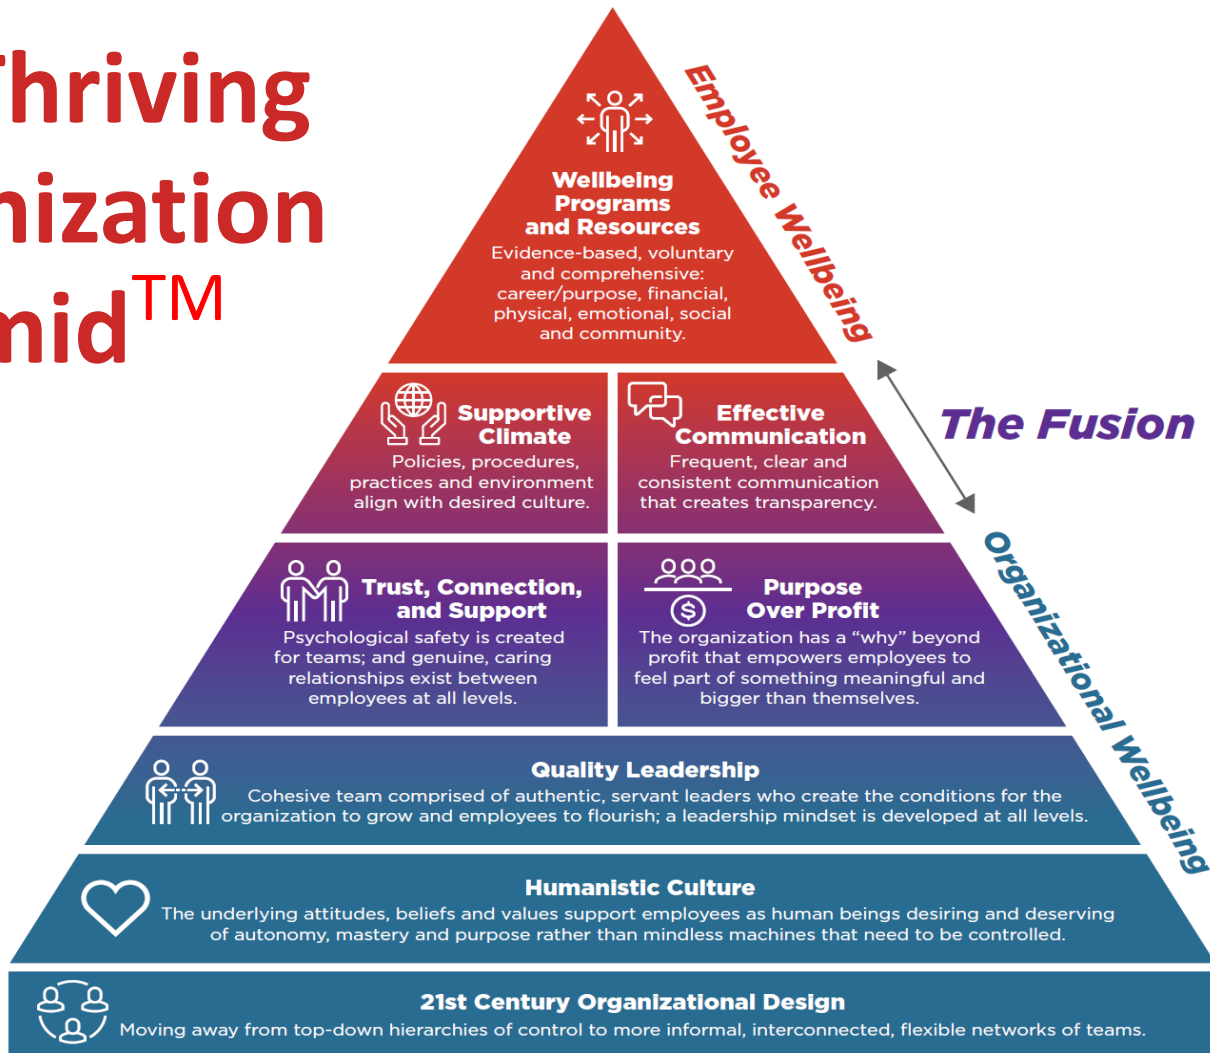 Thriving
nization
mid™
Employee Wellbeing
Wellbeing
Programs
and Resources
Evidence-based, voluntary
and comprehensive:
career/purpose, financial,
physical, emotional, social
and community.
The Fusion
Supportive
Climate
Policies, procedures,
practices and environment
align with desired culture.
Effective
Communication
Frequent, clear and
consistent communication
that creates transparency.
Organizational Wellbeing
Trust, Connection,
and Support
Psychological safety is created
for teams; and genuine, caring
relationships exist between
employees at all levels.
Purpose
Over Profit
The organization has a “why” beyond
profit that empowers employees to
feel part of something meaningful and
bigger than themselves.
Quality Leadership
Cohesive team comprised of authentic, servant leaders who create the conditions for the
organization to grow and employees to flourish; a leadership mindset is developed at all levels.
Humanistic Culture
The underlying attitudes, beliefs and values support employees as human beings desiring and deserving
of autonomy, mastery and purpose rather than mindless machines that need to be controlled.
21st Century Organizational Design
Moving away from top-down hierarchies of control to more informal, interconnected, flexible networks of teams.